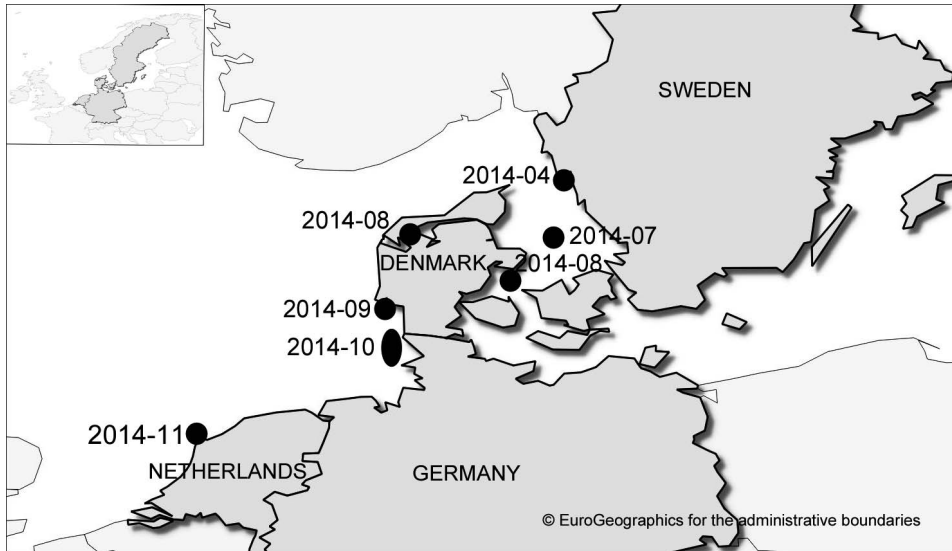 SWEDEN
2014-04
2014-08
2014-07
DENMARK
2014-08
2014-09
2014-10
2014-11
NETHERLANDS
GERMANY
© EuroGeographics for the administrative boundaries